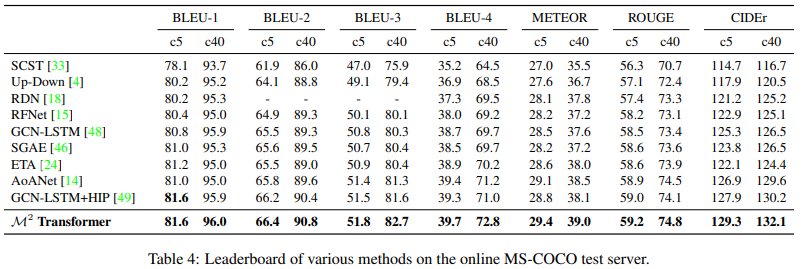 BLEU-1 BLEU-2 BLEU-3 BLEU-4 METEOR ROUGE CIDEr
c5 c40 c5 c40 c5 c40 c5 c40 c5 c40 c5 c40 c5 c40
SCST [33] 78.1 93.7 61.9 86.0 47.0 75.9 35.2 64.5 27.0 35.5 56.3 70.7 114.7 116.7
Up-Down [4] 80.2 95.2 64.1 88.8 49.1 79.4 36.9 68.5 27.6 36.7 57.1 72.4 117.9 120.5
RDN [18] 80.2 95.3 - - - - 37.3 69.5 28.1 37.8 57.4 73.3 121.2 125.2
RFNet [15] 80.4 95.0 64.9 89.3 50.1 80.1 38.0 69.2 28.2 37.2 58.2 73.1 122.9 125.1
GCN-LSTM [48] 80.8 95.9 65.5 89.3 50.8 80.3 38.7 69.7 28.5 37.6 58.5 73.4 125.3 126.5
SGAE [46] 81.0 95.3 65.6 89.5 50.7 80.4 38.5 69.7 28.2 37.2 58.6 73.6 123.8 126.5
ETA [24] 81.2 95.0 65.5 89.0 50.9 80.4 38.9 70.2 28.6 38.0 58.6 73.9 122.1 124.4
AoANet [14] 81.0 95.0 65.8 89.6 51.4 81.3 39.4 71.2 29.1 38.5 58.9 74.5 126.9 129.6
GCN-LSTM+HIP [49] 81.6 95.9 66.2 90.4 51.5 81.6 39.3 71.0 28.8 38.1 59.0 74.1 127.9 130.2
M² Transformer 81.6 96.0 66.4 90.8 51.8 82.7 39.7 72.8 29.4 39.0 59.2 74.8 129.3 132.1
Table 4: Leaderboard of various methods on the online MS-COCO test server.